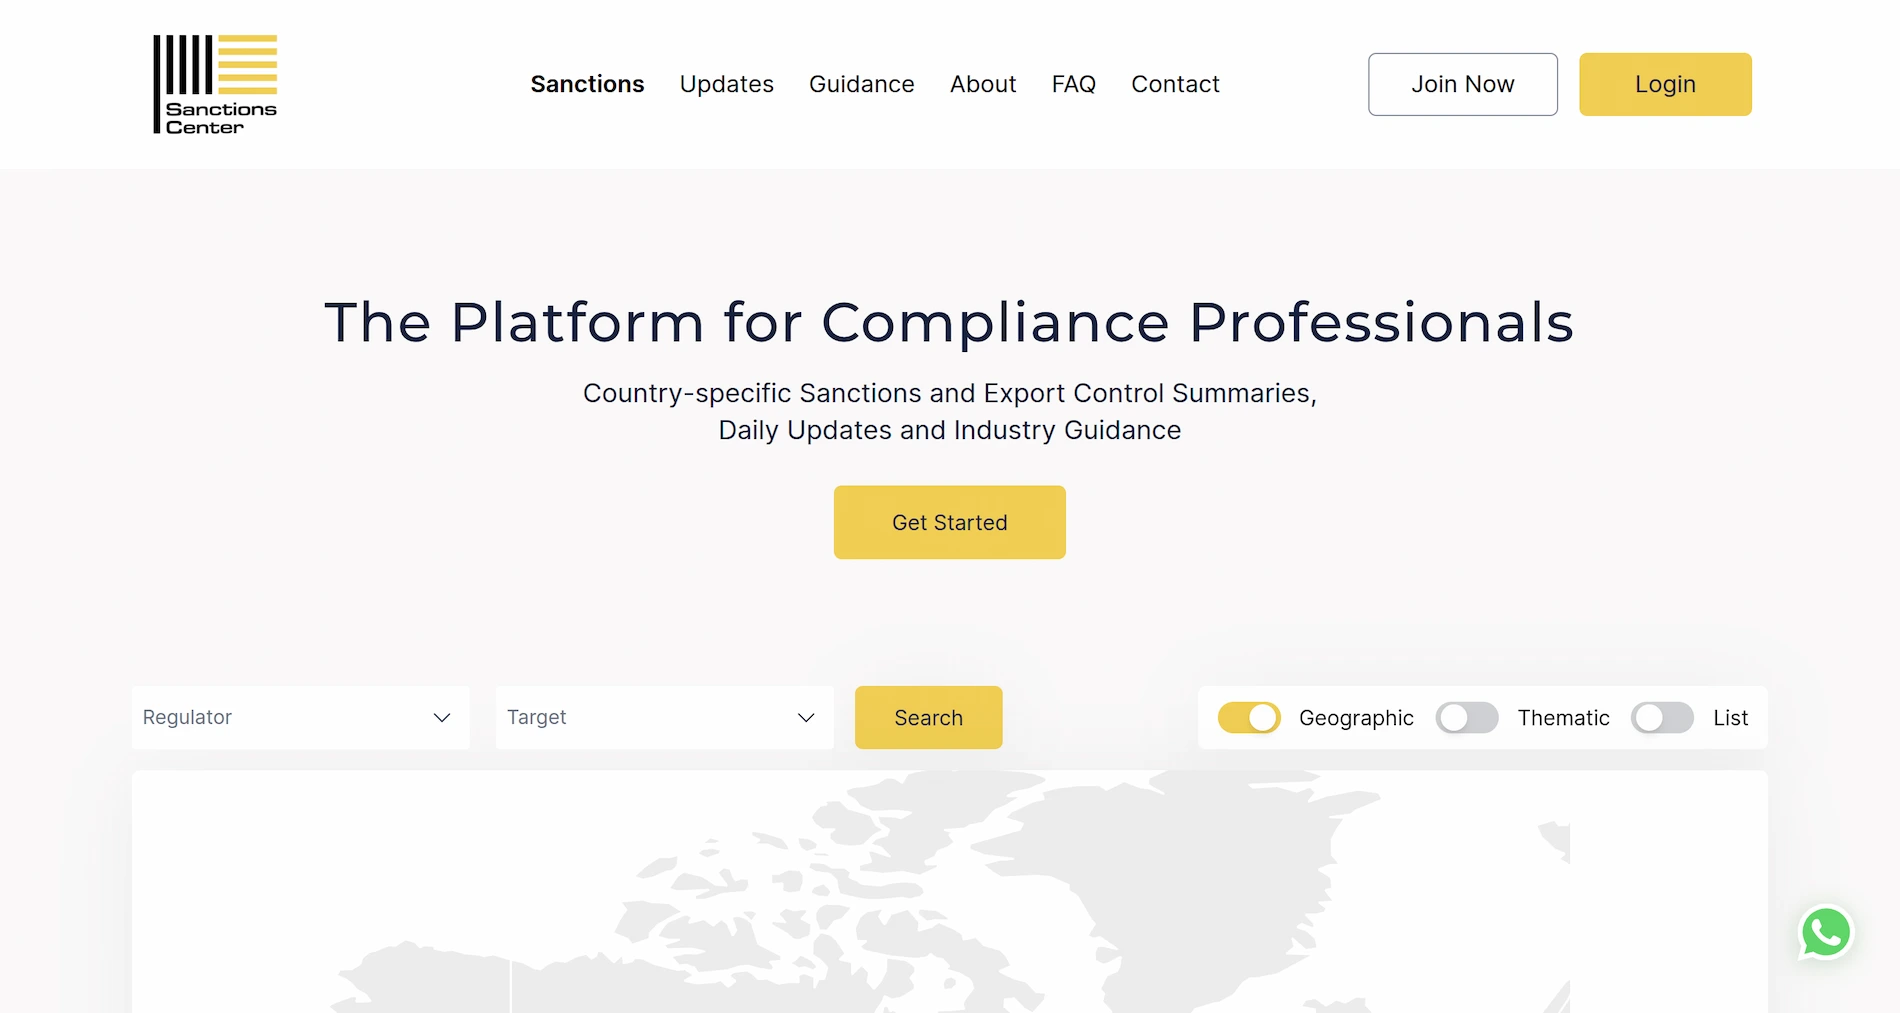 Sanctions
Center
Sanctions
Updates
Guidance
About
FAQ
Contact
Join Now
Login
The Platform for Compliance Professionals
Country-specific Sanctions and Export Control Summaries,
Daily Updates and Industry Guidance
Get Started
Regulator
Target
Search
Geographic
Thematic
List